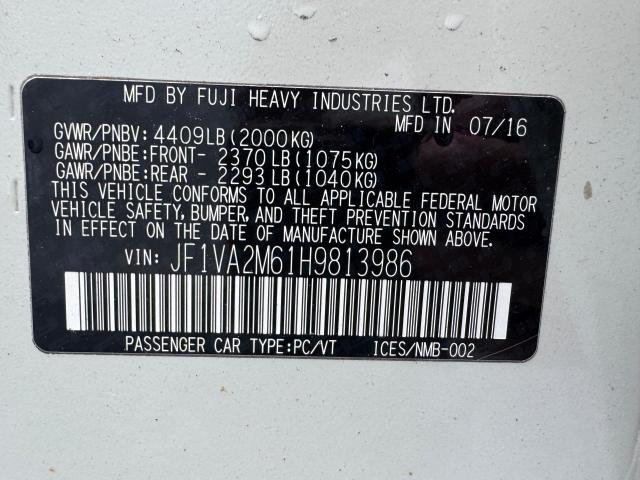 MFD BY FUJI HEAVY INDUSTRIES LTD.
MFD IN 07/16
GVWR/PNBV: 4409LB(2000KG)
GAWR/PNBE:FRONT- 2370LB(1075KG)
GAWR/PNBE:REAR - 2293LB(1040KG)
THIS VEHICLE CONFORMS TO ALL APPLICABLE FEDERAL MOTOR
VEHICLE SAFETY, BUMPER, AND THEFT PREVENTION STANDARDS
IN EFFECT ON THE DATE OF MANUFACTURE SHOWN ABOVE.
VIN: JF1VA2M61H9813986
PASSENGER CAR TYPE:PC/VT ICES/NMB-002